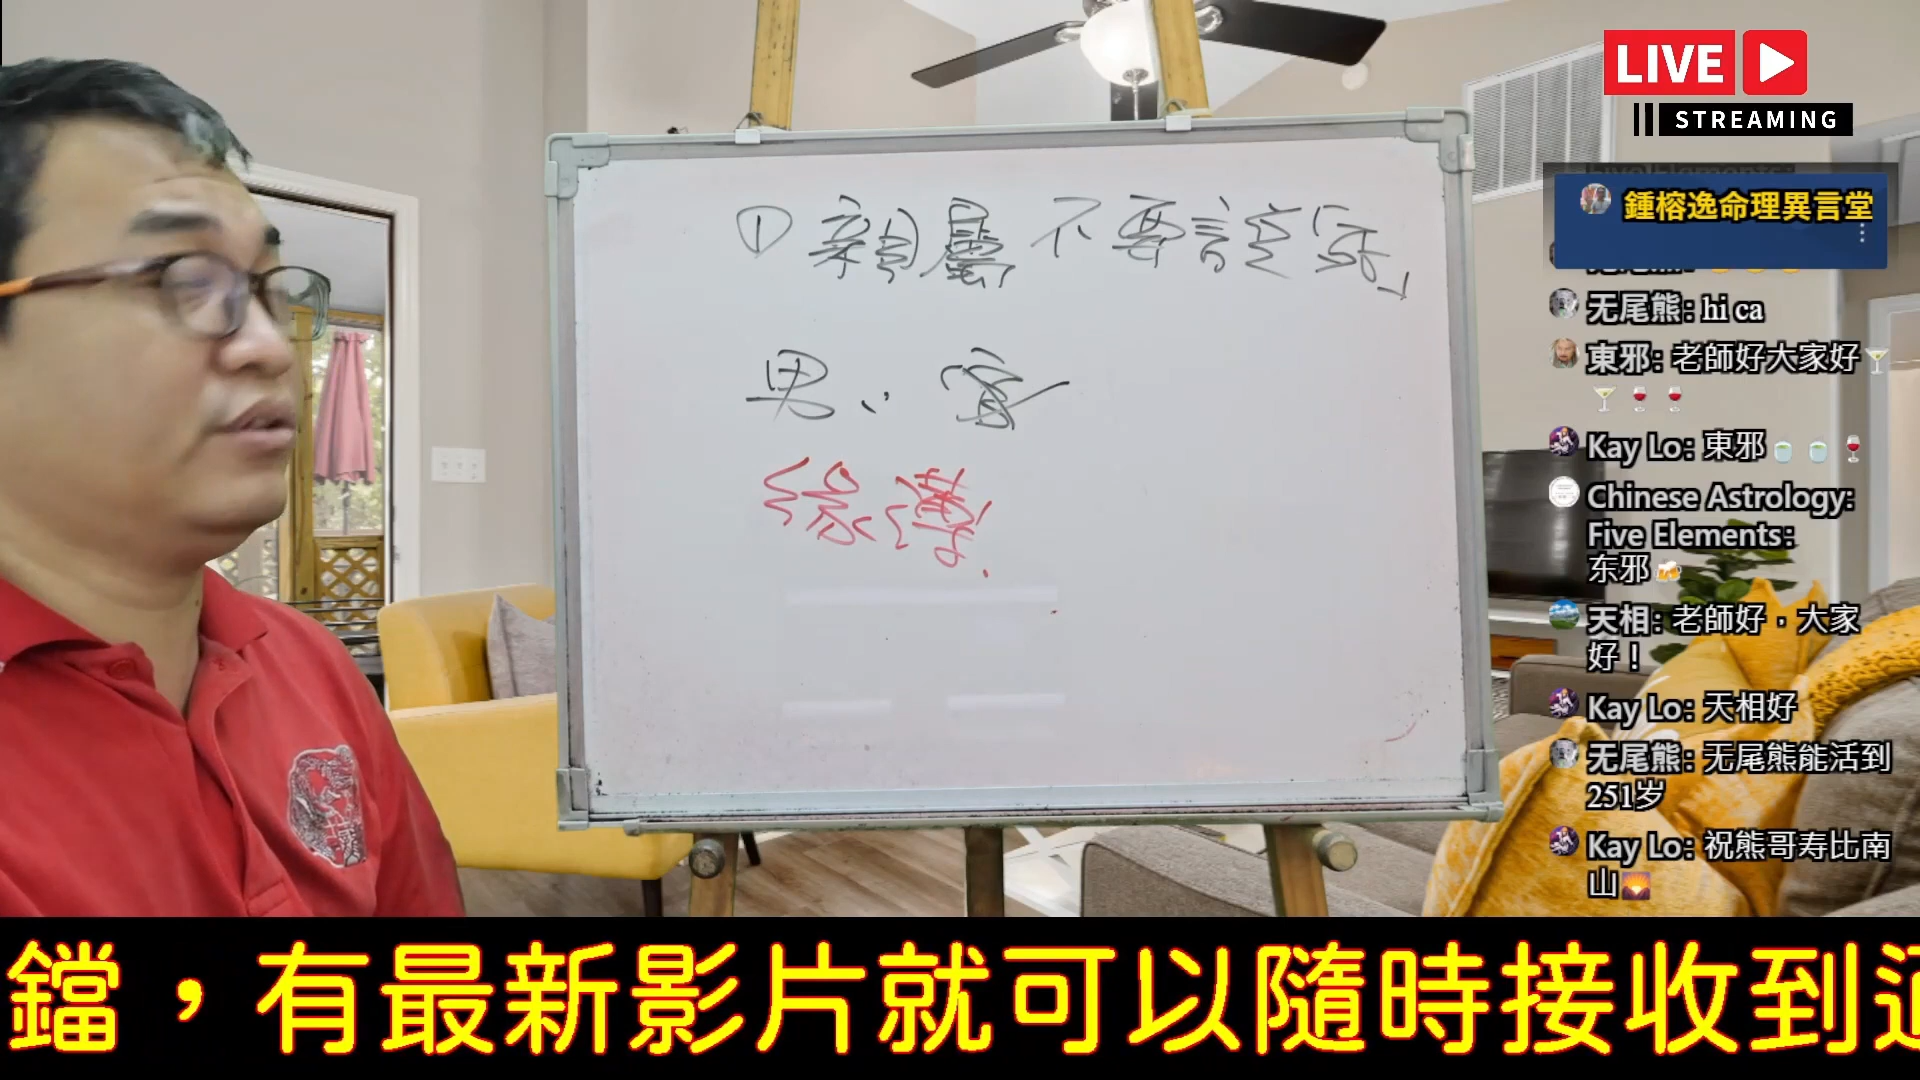 LIVE
STREAMING
鍾榕逸命理異言堂
① 親屬不要說「
男
緣薄.
无尾熊: hi ca
東邪: 老師好大家好🍸
🍸🍷🍷
Kay Lo: 東邪🍵🍵🍷
Chinese Astrology:
Five Elements:
东邪🍻
天相: 老師好，大家
好！
Kay Lo: 天相好
无尾熊: 无尾熊能活到
251岁
Kay Lo: 祝熊哥寿比南
山🌄
鐺，有最新影片就可以隨時接收到